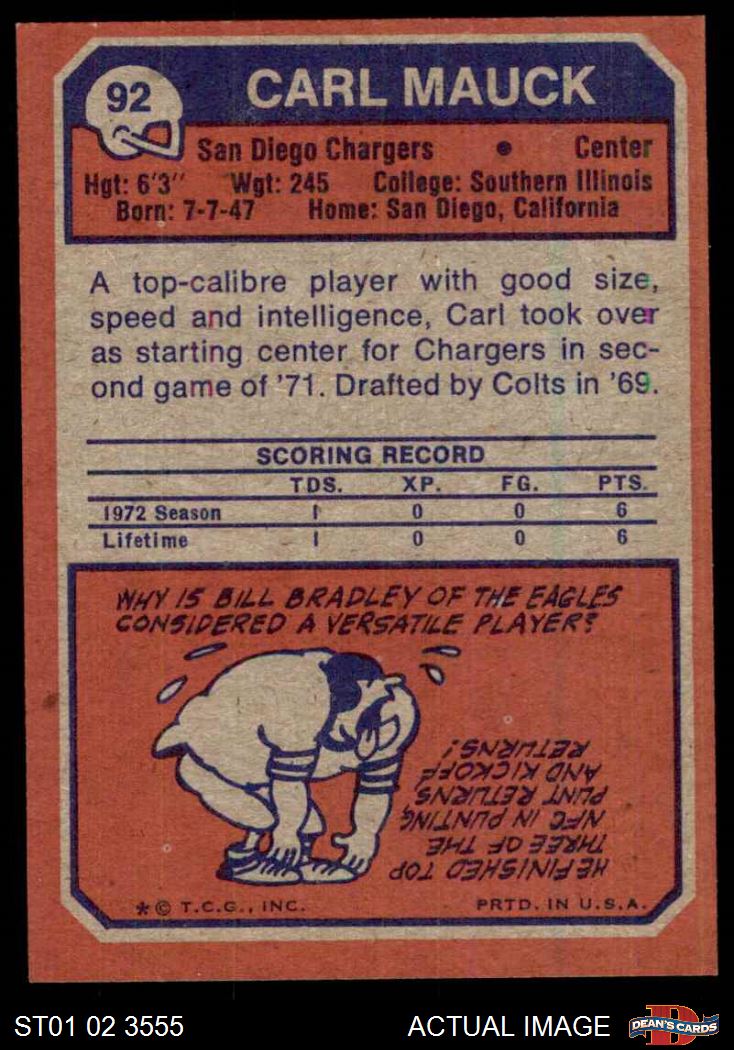 92
CARL MAUCK
San Diego Chargers • Center
Hgt: 6'3" Wgt: 245 College: Southern Illinois
Born: 7-7-47 Home: San Diego, California
A top-calibre player with good size,
speed and intelligence, Carl took over
as starting center for Chargers in sec-
ond game of '71. Drafted by Colts in '69.
SCORING RECORD
TDS. XP. FG. PTS.
1972 Season 1 0 0 6
Lifetime 1 0 0 6
WHY IS BILL BRADLEY OF THE EAGLES
CONSIDERED A VERSATILE PLAYER?
HE FINISHED TOP
THREE OF THE
NFC IN PUNTING,
PUNT RETURNS
AND KICKOFF
RETURNS!
* © T.C.G., INC. PRTD. IN U.S.A.
ST01 02 3555 ACTUAL IMAGE
D
DEAN'S CARDS